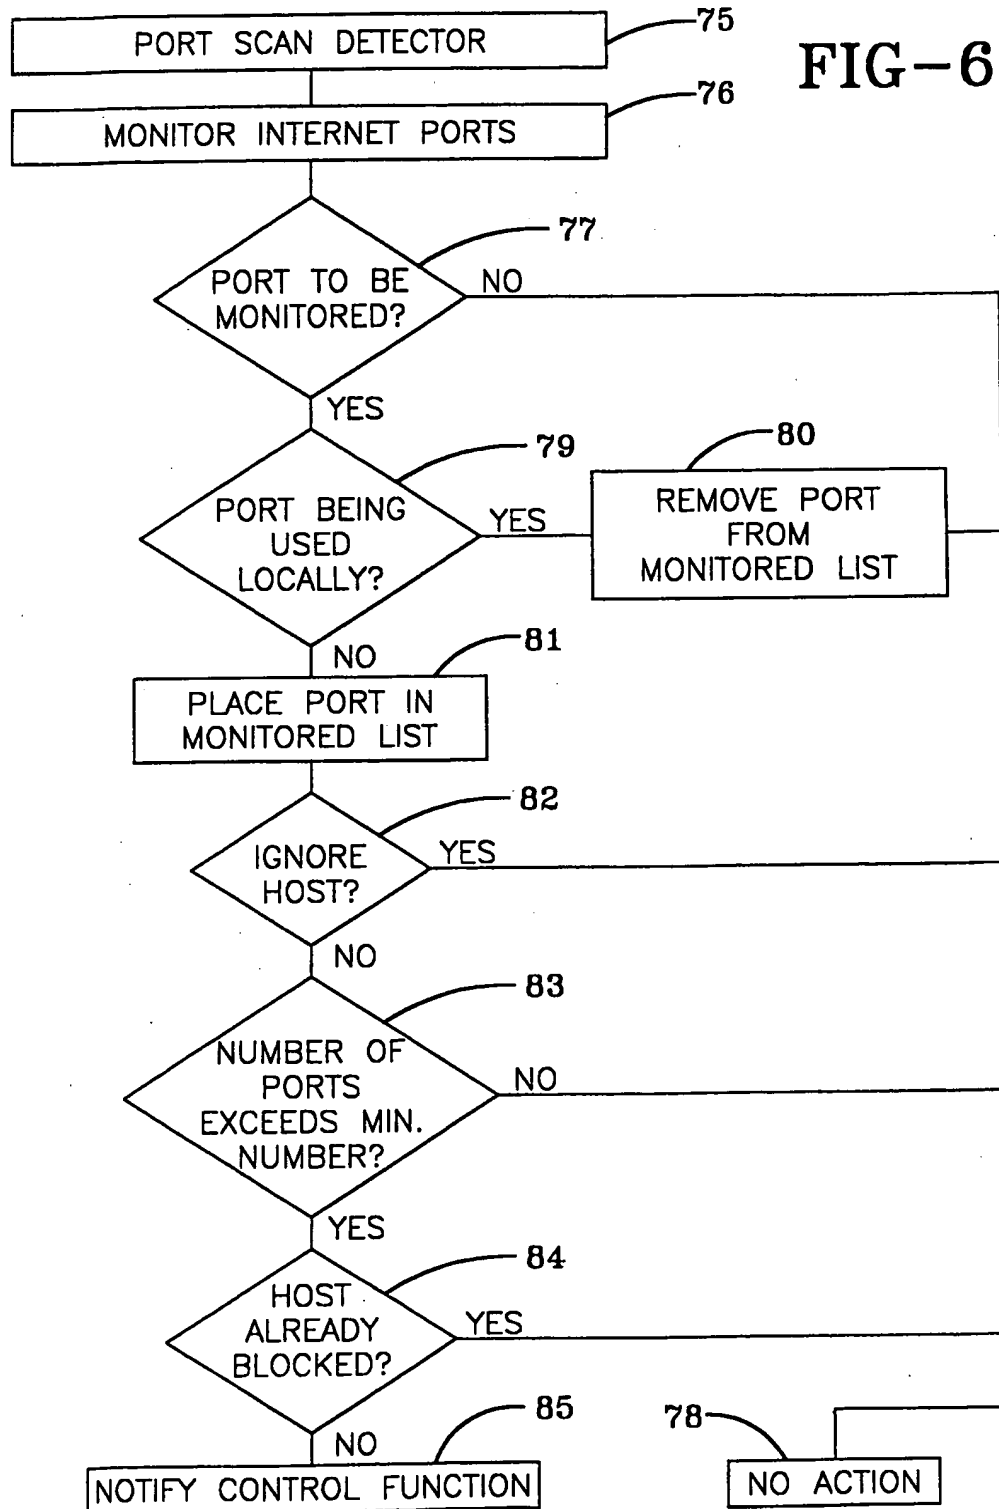 PORT SCAN DETECTOR
75
FIG-6
MONITOR INTERNET PORTS
76
77
PORT TO BE
MONITORED?
NO
YES
79
PORT BEING
USED
LOCALLY?
YES
80
REMOVE PORT
FROM
MONITORED LIST
NO
81
PLACE PORT IN
MONITORED LIST
82
IGNORE
HOST?
YES
NO
83
NUMBER OF
PORTS
EXCEEDS MIN.
NUMBER?
NO
YES
84
HOST
ALREADY
BLOCKED?
YES
NO
85
NOTIFY CONTROL FUNCTION
78
NO ACTION